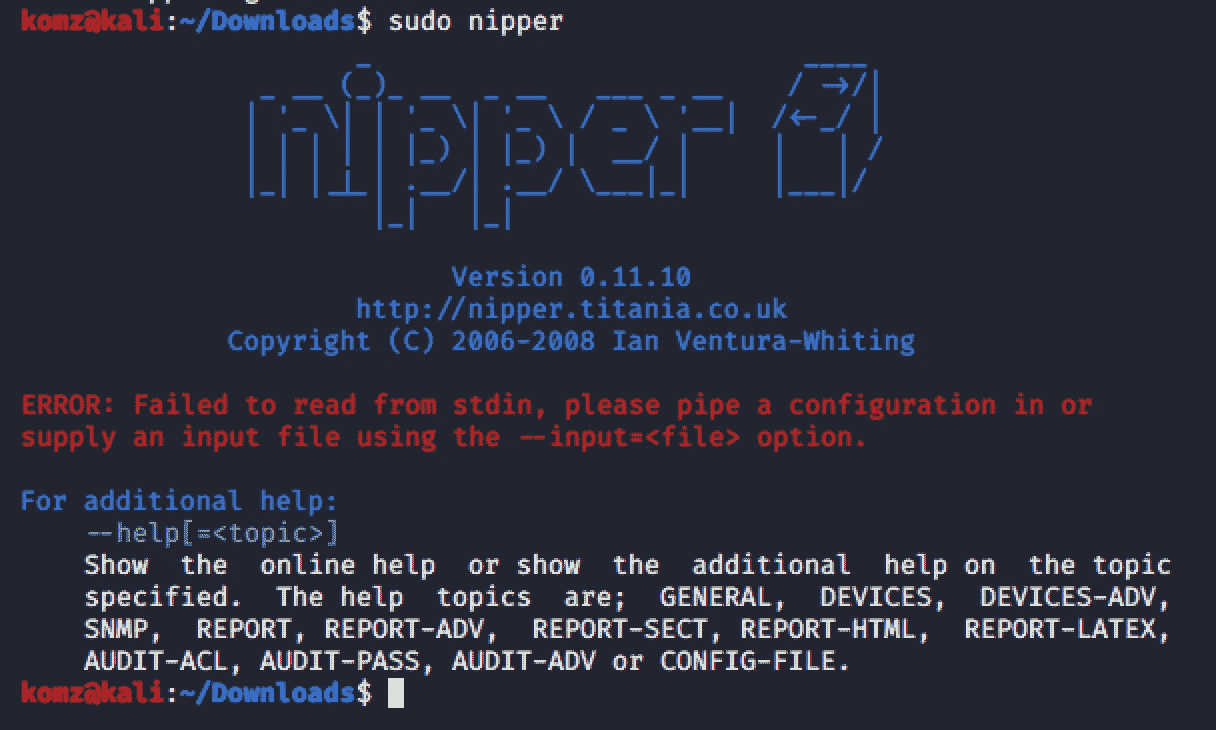 komz@kali:~/Downloads$ sudo nipper
nipper
Version 0.11.10
http://nipper.titania.co.uk
Copyright (C) 2006-2008 Ian Ventura-Whiting
ERROR: Failed to read from stdin, please pipe a configuration in or
supply an input file using the --input=<file> option.
For additional help:
--help[=<topic>]
Show the online help or show the additional help on the topic
specified. The help topics are; GENERAL, DEVICES, DEVICES-ADV,
SNMP, REPORT, REPORT-ADV, REPORT-SECT, REPORT-HTML, REPORT-LATEX,
AUDIT-ACL, AUDIT-PASS, AUDIT-ADV or CONFIG-FILE.
komz@kali:~/Downloads$